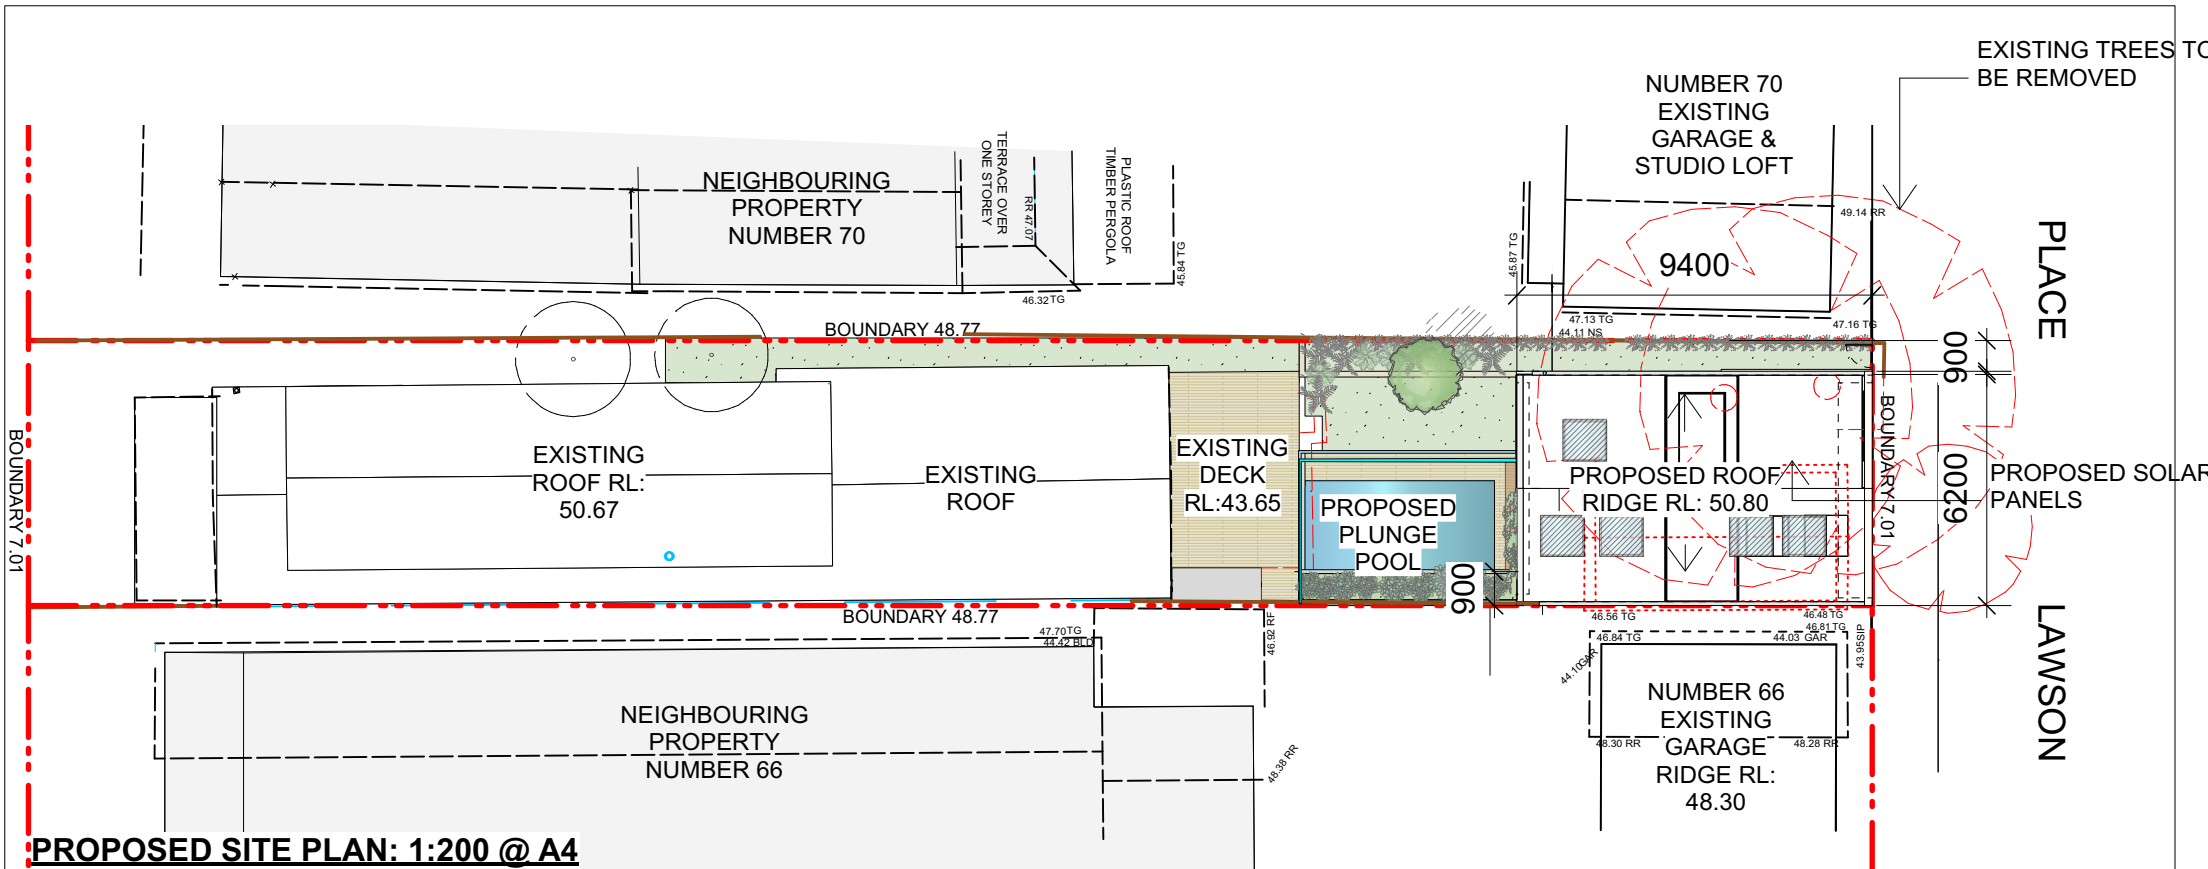 EXISTING TREES TO
BE REMOVED
NUMBER 70
EXISTING
GARAGE &
STUDIO LOFT
TERRACE OVER
ONE STOREY
RR 47.07
PLASTIC ROOF
TIMBER PERGOLA
45.84 TG
NEIGHBOURING
PROPERTY
NUMBER 70
46.32 TG
45.87 TG
49.14 RR
9400
47.13 TG
44.11 NS
47.16 TG
PLACE
BOUNDARY 48.77
900
BOUNDARY 7.01
EXISTING
ROOF RL:
50.67
EXISTING
ROOF
EXISTING
DECK
RL:43.65
PROPOSED
PLUNGE
POOL
900
PROPOSED ROOF
RIDGE RL: 50.80
BOUNDARY 7.01
6200
PROPOSED SOLAR
PANELS
BOUNDARY 48.77
47.70TG
44.42 BLD
46.92 RF
46.56 TG
46.48 TG
46.81 TG
46.84 TG
44.03 GAR
44.10GAR
43.95SIP
LAWSON
NEIGHBOURING
PROPERTY
NUMBER 66
48.38 RR
NUMBER 66
EXISTING
GARAGE
RIDGE RL:
48.30
48.30 RR
48.28 RR
PROPOSED SITE PLAN: 1:200 @ A4